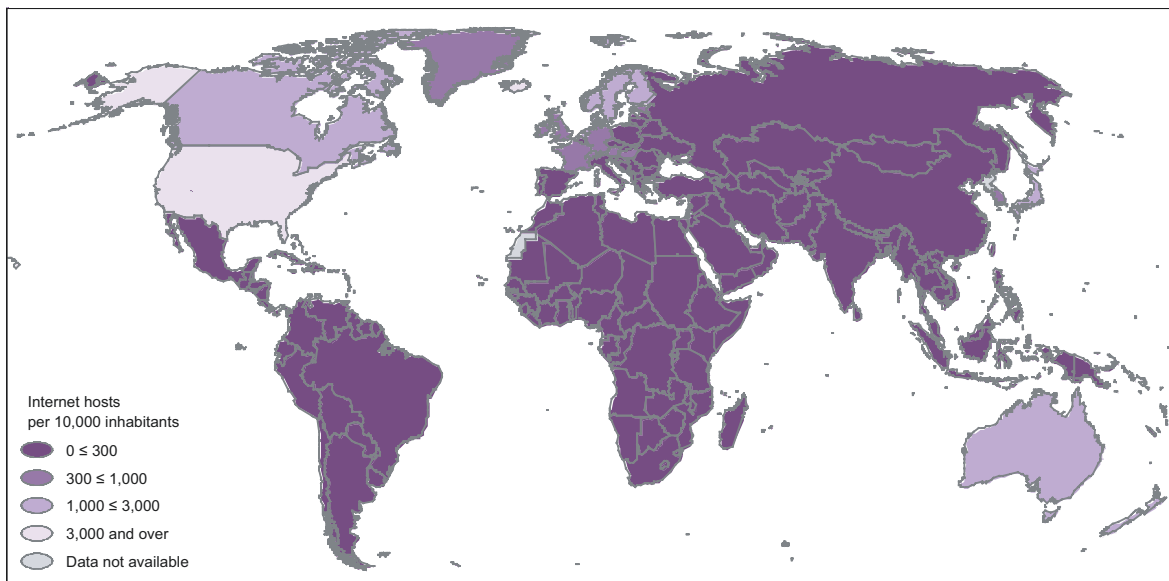 Internet hosts
per 10,000 inhabitants
0 ≤ 300
300 ≤ 1,000
1,000 ≤ 3,000
3,000 and over
Data not available